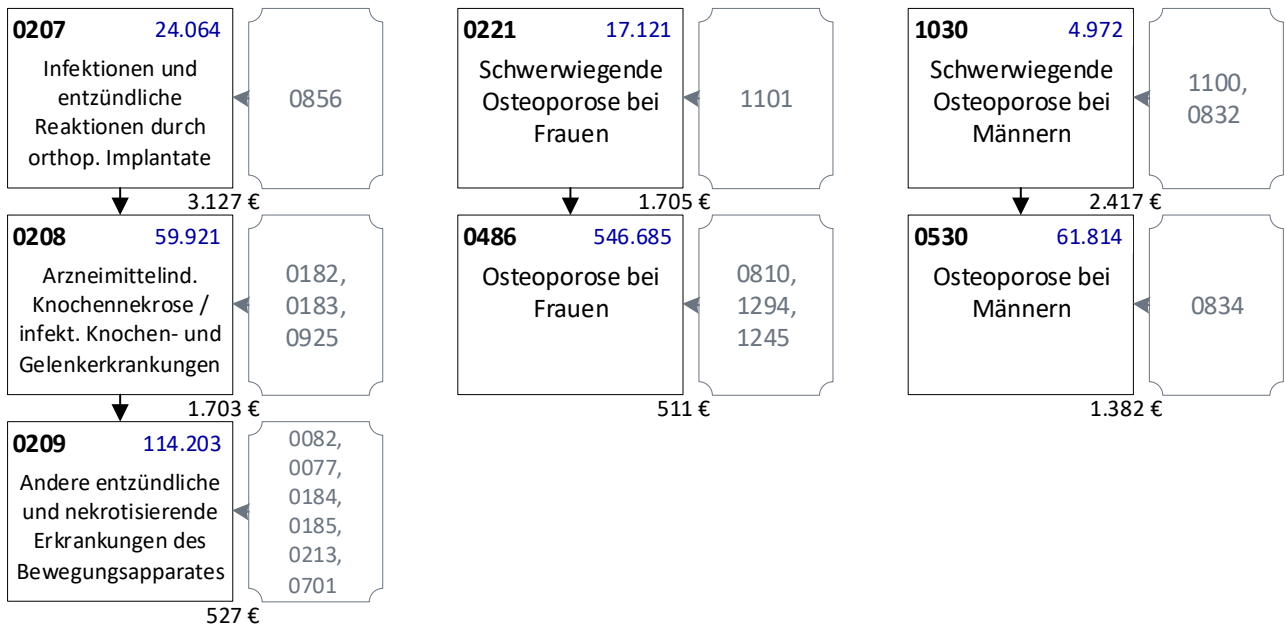 0207 24.064
Infektionen und
entzündliche
Reaktionen durch
orthop. Implantate
0856
3.127 €
0208 59.921
Arzneimittelind.
Knochennekrose /
infekt. Knochen- und
Gelenkerkrankungen
0182,
0183,
0925
1.703 €
0209 114.203
Andere entzündliche
und nekrotisierende
Erkrankungen des
Bewegungsapparates
0082,
0077,
0184,
0185,
0213,
0701
527 €
0221 17.121
Schwerwiegende
Osteoporose bei
Frauen
1101
1.705 €
0486 546.685
Osteoporose bei
Frauen
0810,
1294,
1245
511 €
1030 4.972
Schwerwiegende
Osteoporose bei
Männern
1100,
0832
2.417 €
0530 61.814
Osteoporose bei
Männern
0834
1.382 €